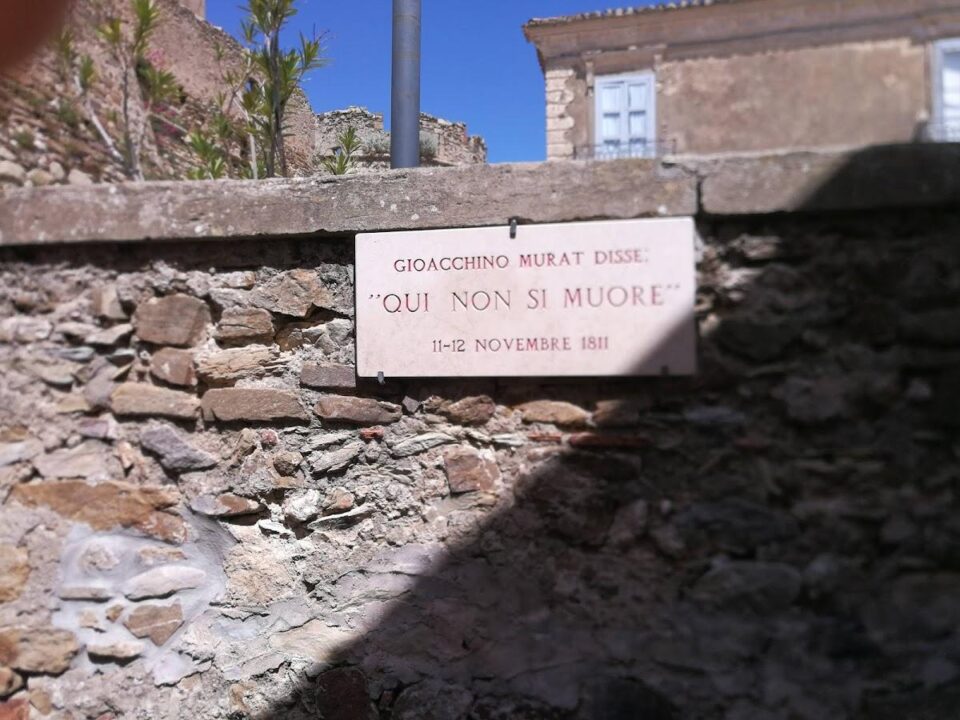 GIOACCHINO MURAT DISSE:
"QUI NON SI MUORE"
11-12 NOVEMBRE 1811